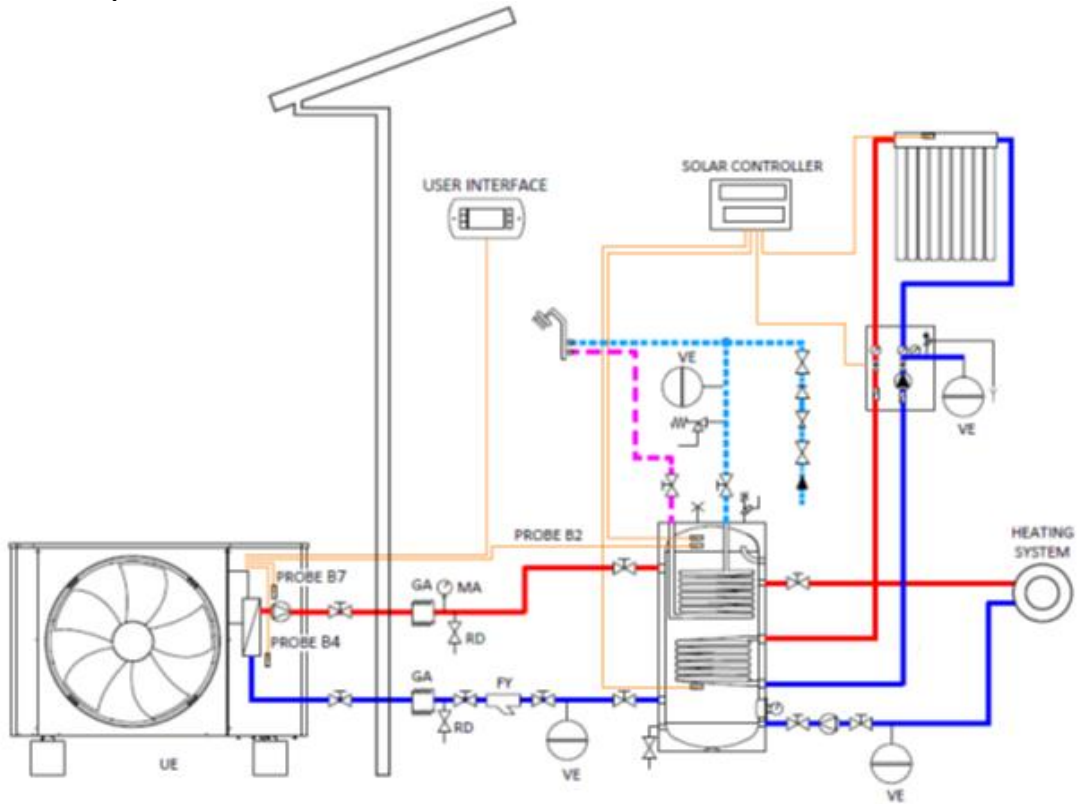 SOLAR CONTROLLER
USER INTERFACE
VE
VE
PROBE B2
HEATING
SYSTEM
PROBE B7
GA
MA
RD
PROBE B4
GA
FY
RD
UE
VE
VE